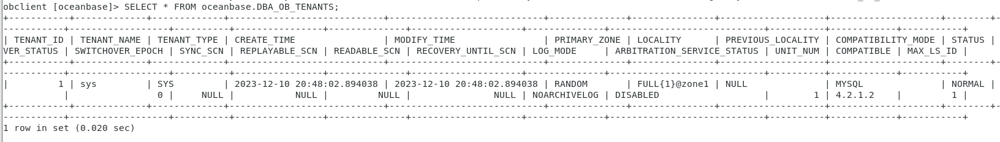 obclient [oceanbase]> SELECT * FROM oceanbase.DBA_OB_TENANTS;
+-----------+-------------+-------------+----------------------------+----------------------------+--------------+---------------+-------------------+--------------------+--------+-
-----------+-----------------+----------+----------------+--------------+--------------------+--------------+----------------------------+----------+------------+-----------+
| TENANT_ID | TENANT_NAME | TENANT_TYPE | CREATE_TIME | MODIFY_TIME | PRIMARY_ZONE | LOCALITY | PREVIOUS_LOCALITY | COMPATIBILITY_MODE | STATUS |
VER_STATUS | SWITCHOVER_EPOCH | SYNC_SCN | REPLAYABLE_SCN | READABLE_SCN | RECOVERY_UNTIL_SCN | LOG_MODE | ARBITRATION_SERVICE_STATUS | UNIT_NUM | COMPATIBLE | MAX_LS_ID |
+-----------+-------------+-------------+----------------------------+----------------------------+--------------+---------------+-------------------+--------------------+--------+-
-----------+-----------------+----------+----------------+--------------+--------------------+--------------+----------------------------+----------+------------+-----------+
| 1 | sys | SYS | 2023-12-10 20:48:02.894038 | 2023-12-10 20:48:02.894038 | RANDOM | FULL{1}@zone1 | NULL | MYSQL | NORMAL |
| 0 | NULL | NULL | NULL | NULL | NOARCHIVELOG | DISABLED | 1 | 4.2.1.2 | 1 |
+-----------+-------------+-------------+----------------------------+----------------------------+--------------+---------------+-------------------+--------------------+--------+-
-----------+-----------------+----------+----------------+--------------+--------------------+--------------+----------------------------+----------+------------+-----------+
1 row in set (0.020 sec)